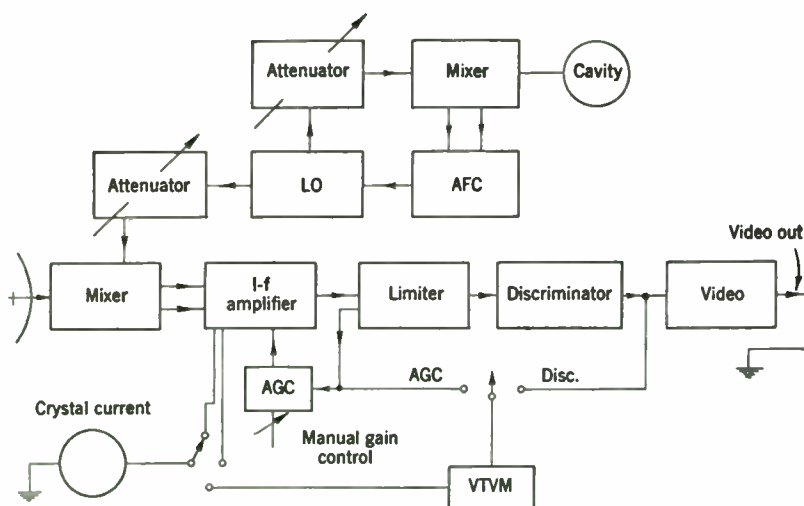 Attenuator
Mixer
Cavity
Attenuator
LO
AFC
Video out
Mixer
I-f
amplifier
Limiter
Discriminator
Video
AGC
AGC
Disc.
Crystal current
Manual gain
control
VTVM